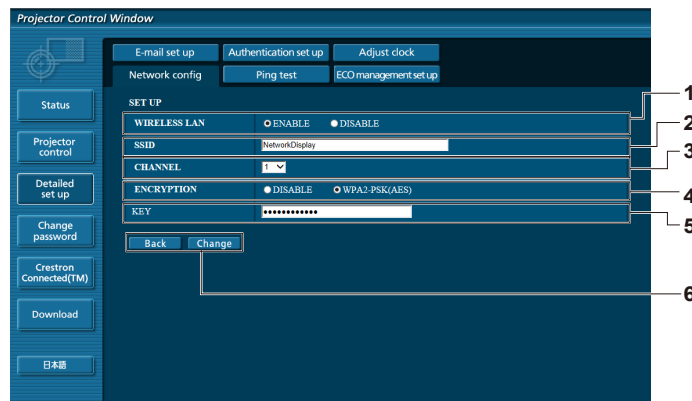 Projector Control Window
E-mail set up Authentication set up Adjust clock
Network config Ping test ECO management set up
Status
Projector
control
Detailed
set up
Change
password
Crestron
Connected(TM)
Download
日本語
SET UP
WIRELESS LAN ENABLE DISABLE
SSID NetworkDisplay
CHANNEL 1
ENCRYPTION DISABLE WPA2-PSK(AES)
KEY ••••••••••••
Back Change
1
2
3
4
5
6